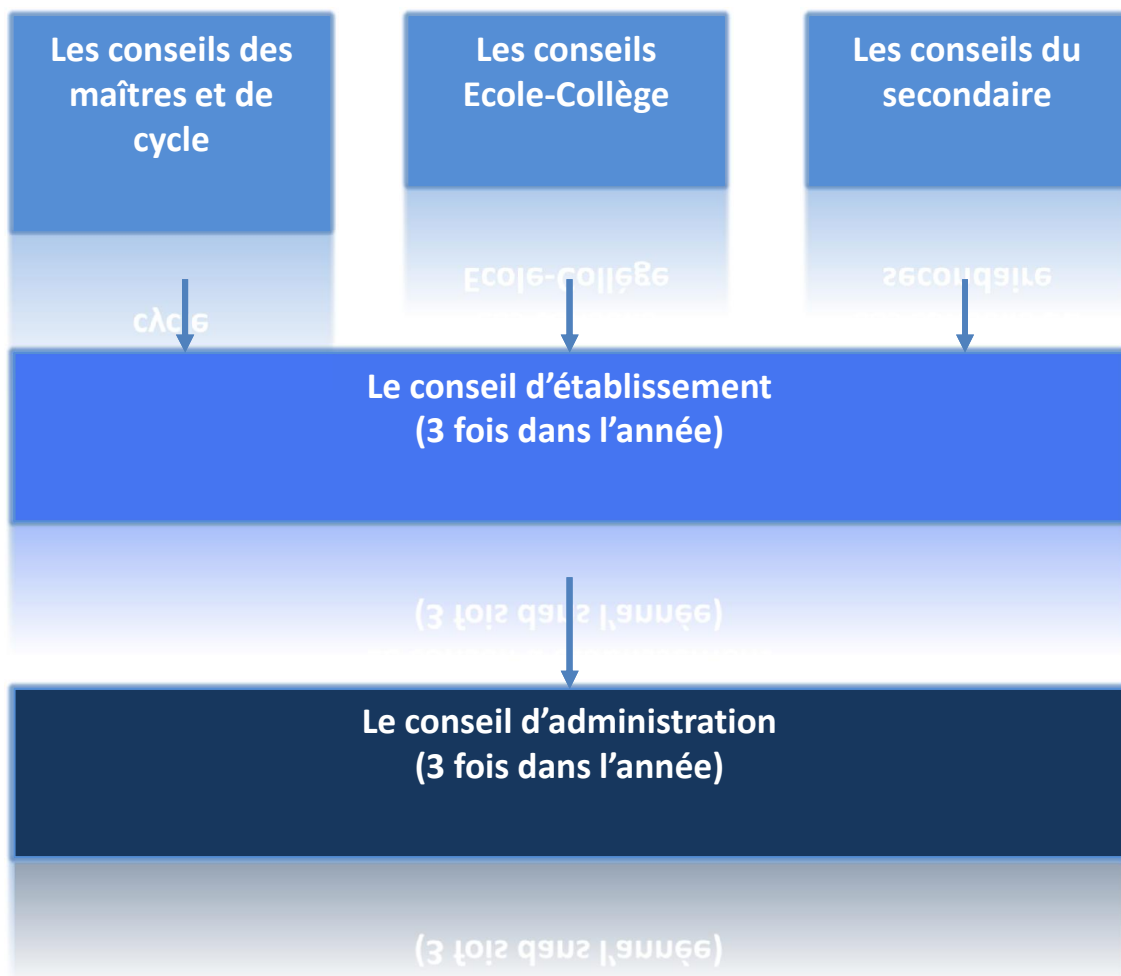 Les conseils des
maîtres et de
cycle
Les conseils
Ecole-Collège
Les conseils du
secondaire
Le conseil d’établissement
(3 fois dans l’année)
Le conseil d’administration
(3 fois dans l’année)